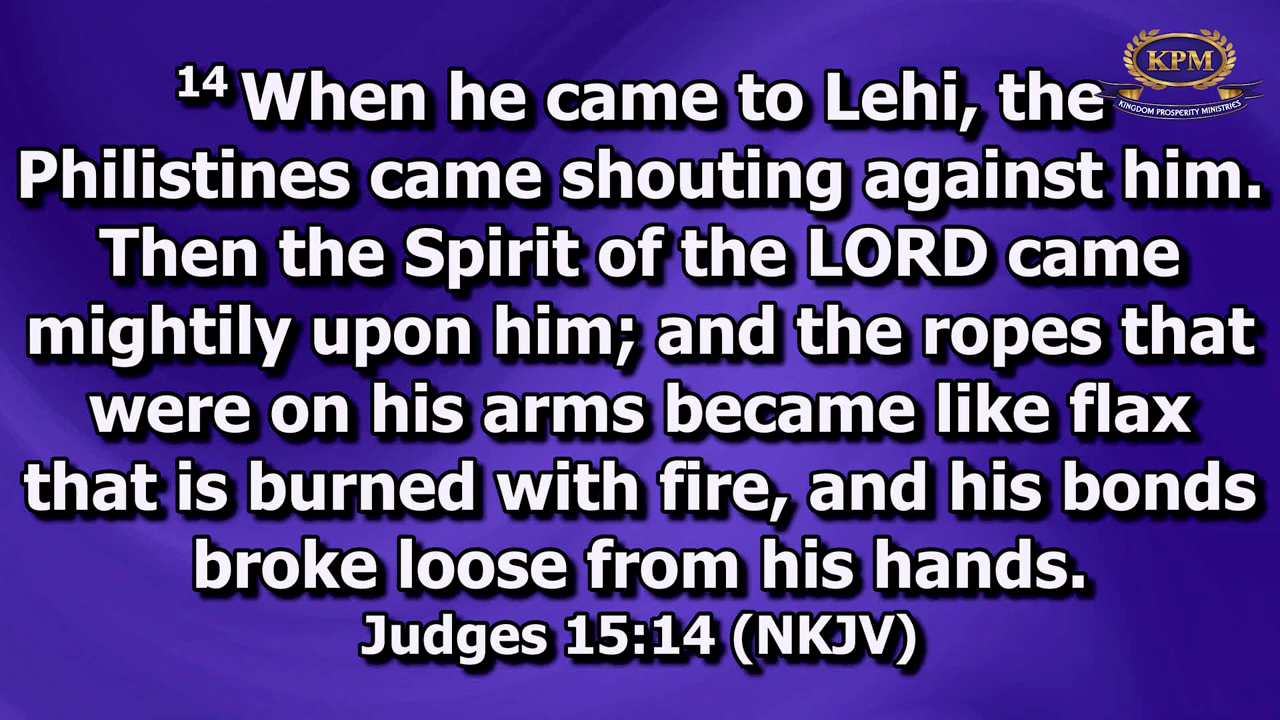 14 When he came to Lehi, the
Philistines came shouting against him.
Then the Spirit of the LORD came
mightily upon him; and the ropes that
were on his arms became like flax
that is burned with fire, and his bonds
broke loose from his hands.
Judges 15:14 (NKJV)
KPM
KINGDOM PROSPERITY MINISTRIES